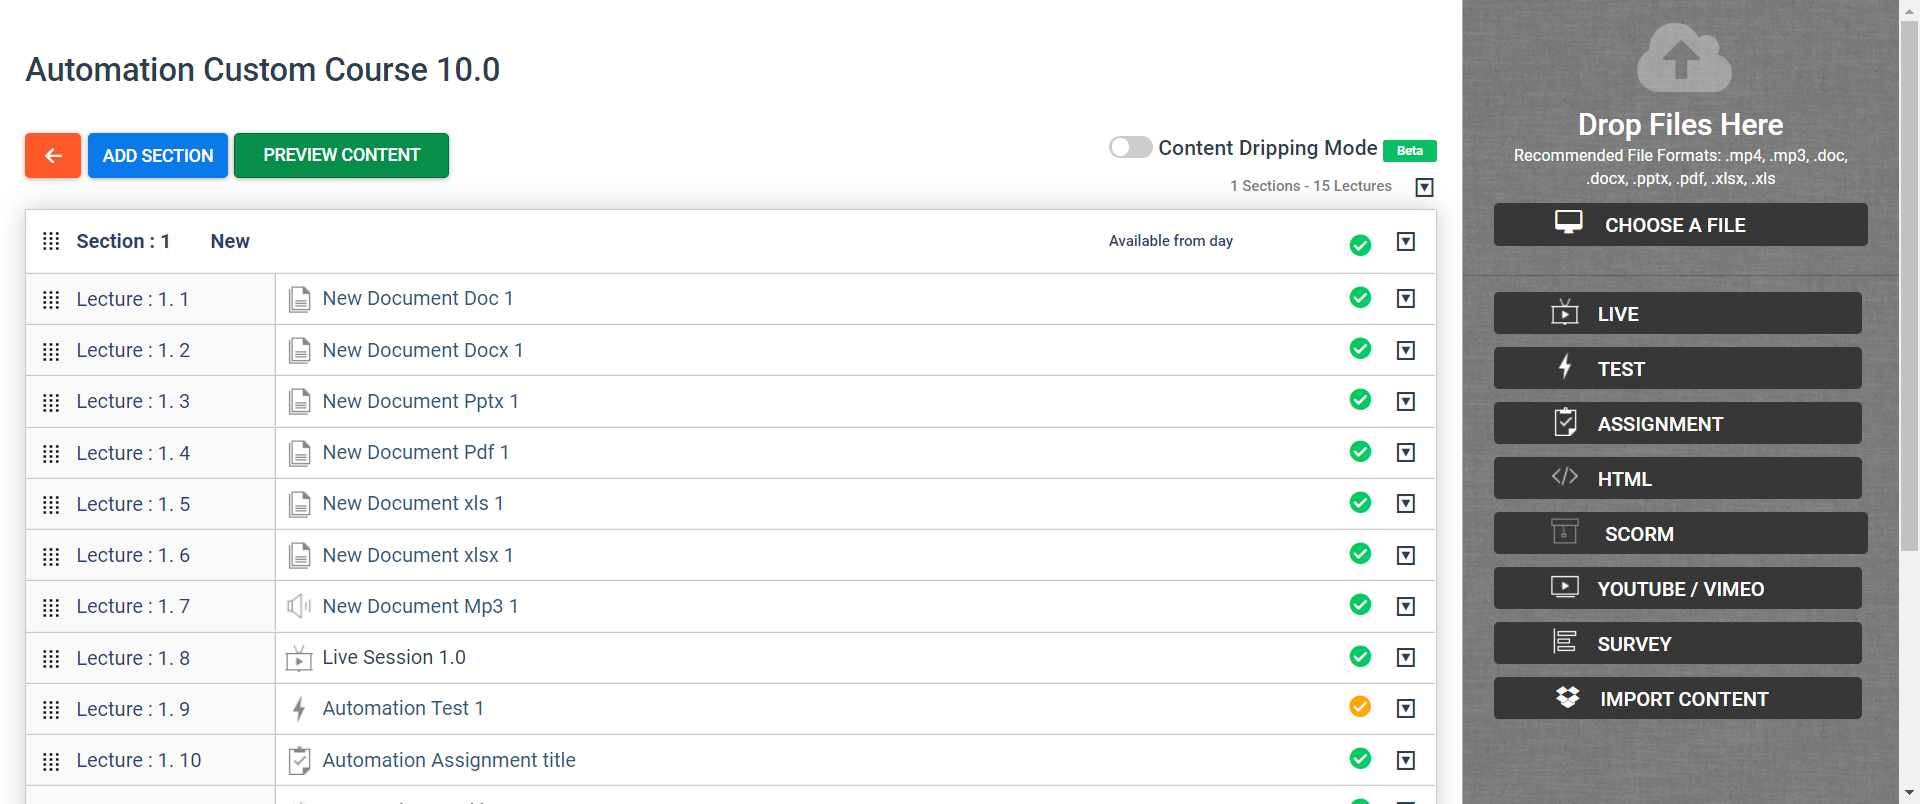 Automation Custom Course 10.0
ADD SECTION
PREVIEW CONTENT
Content Dripping Mode Beta
1 Sections - 15 Lectures
Section : 1 New Available from day
Lecture : 1. 1 New Document Doc 1
Lecture : 1. 2 New Document Docx 1
Lecture : 1. 3 New Document Pptx 1
Lecture : 1. 4 New Document Pdf 1
Lecture : 1. 5 New Document xls 1
Lecture : 1. 6 New Document xlsx 1
Lecture : 1. 7 New Document Mp3 1
Lecture : 1. 8 Live Session 1.0
Lecture : 1. 9 Automation Test 1
Lecture : 1. 10 Automation Assignment title
Drop Files Here
Recommended File Formats: .mp4, .mp3, .doc,
.docx, .pptx, .pdf, .xlsx, .xls
CHOOSE A FILE
LIVE
TEST
ASSIGNMENT
HTML
SCORM
YOUTUBE / VIMEO
SURVEY
IMPORT CONTENT